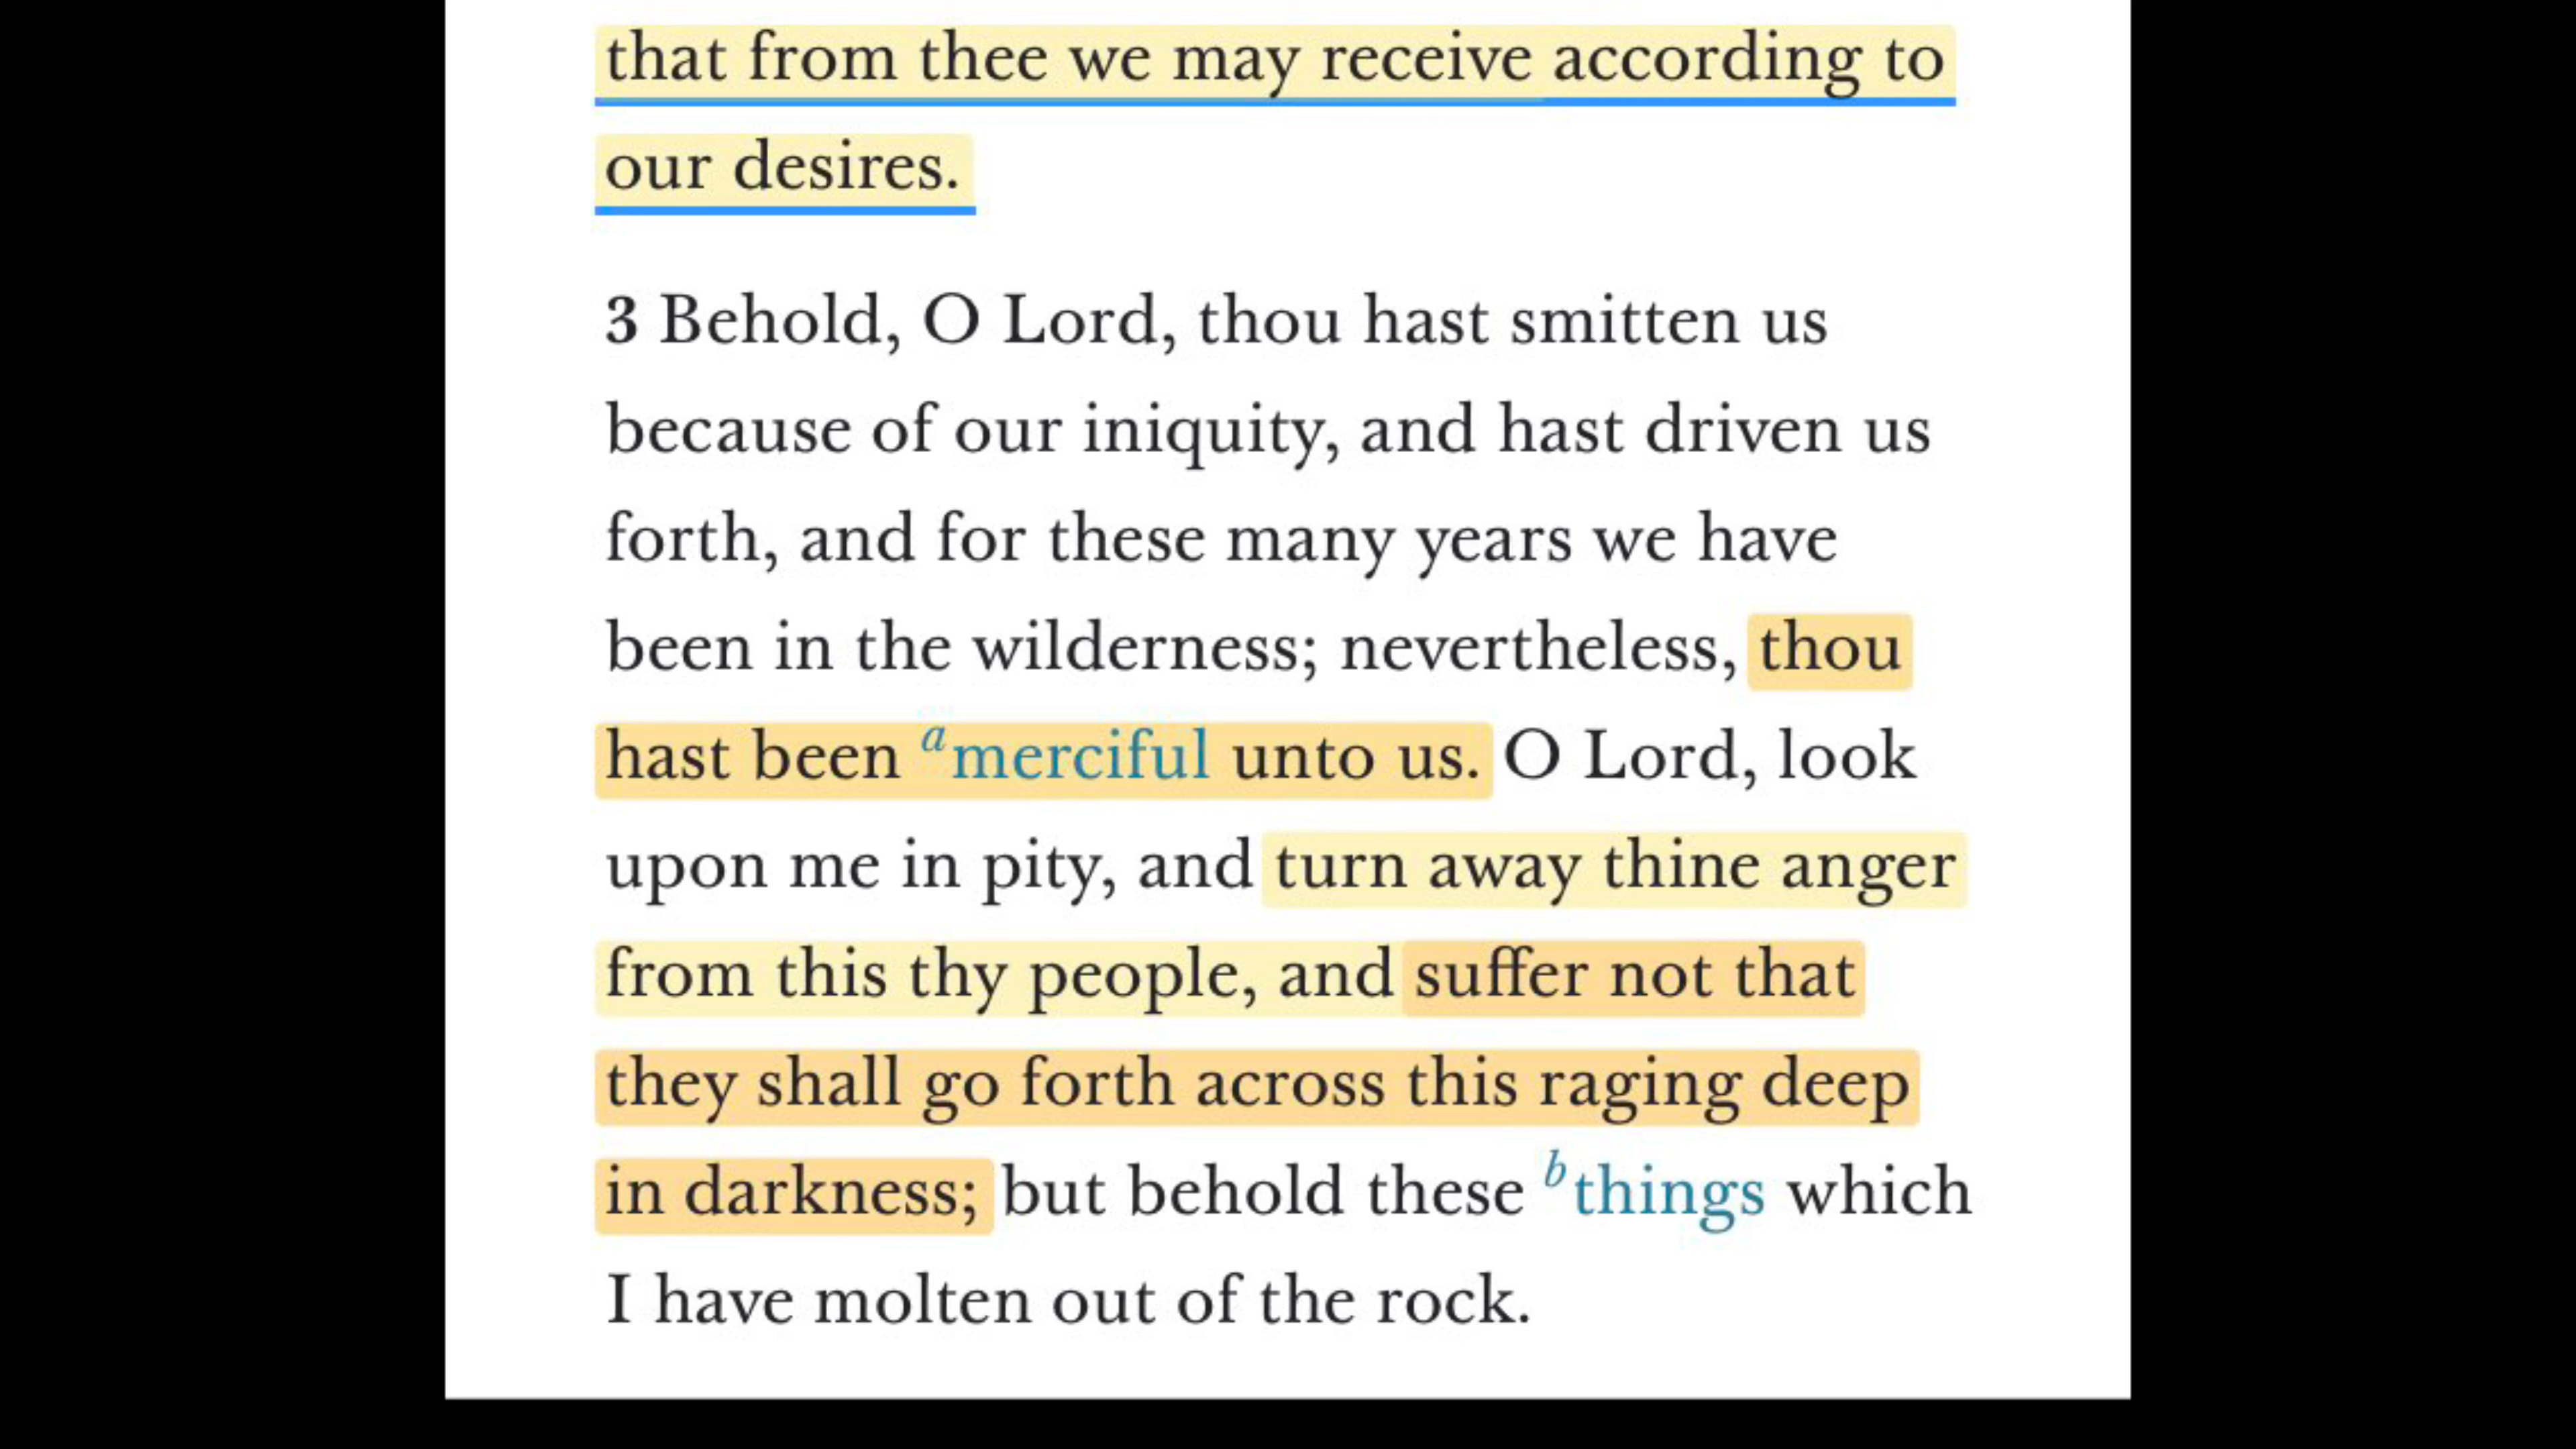 that from thee we may receive according to
our desires.
3 Behold, O Lord, thou hast smitten us
because of our iniquity, and hast driven us
forth, and for these many years we have
been in the wilderness; nevertheless, thou
hast been a merciful unto us. O Lord, look
upon me in pity, and turn away thine anger
from this thy people, and suffer not that
they shall go forth across this raging deep
in darkness; but behold these b things which
I have molten out of the rock.